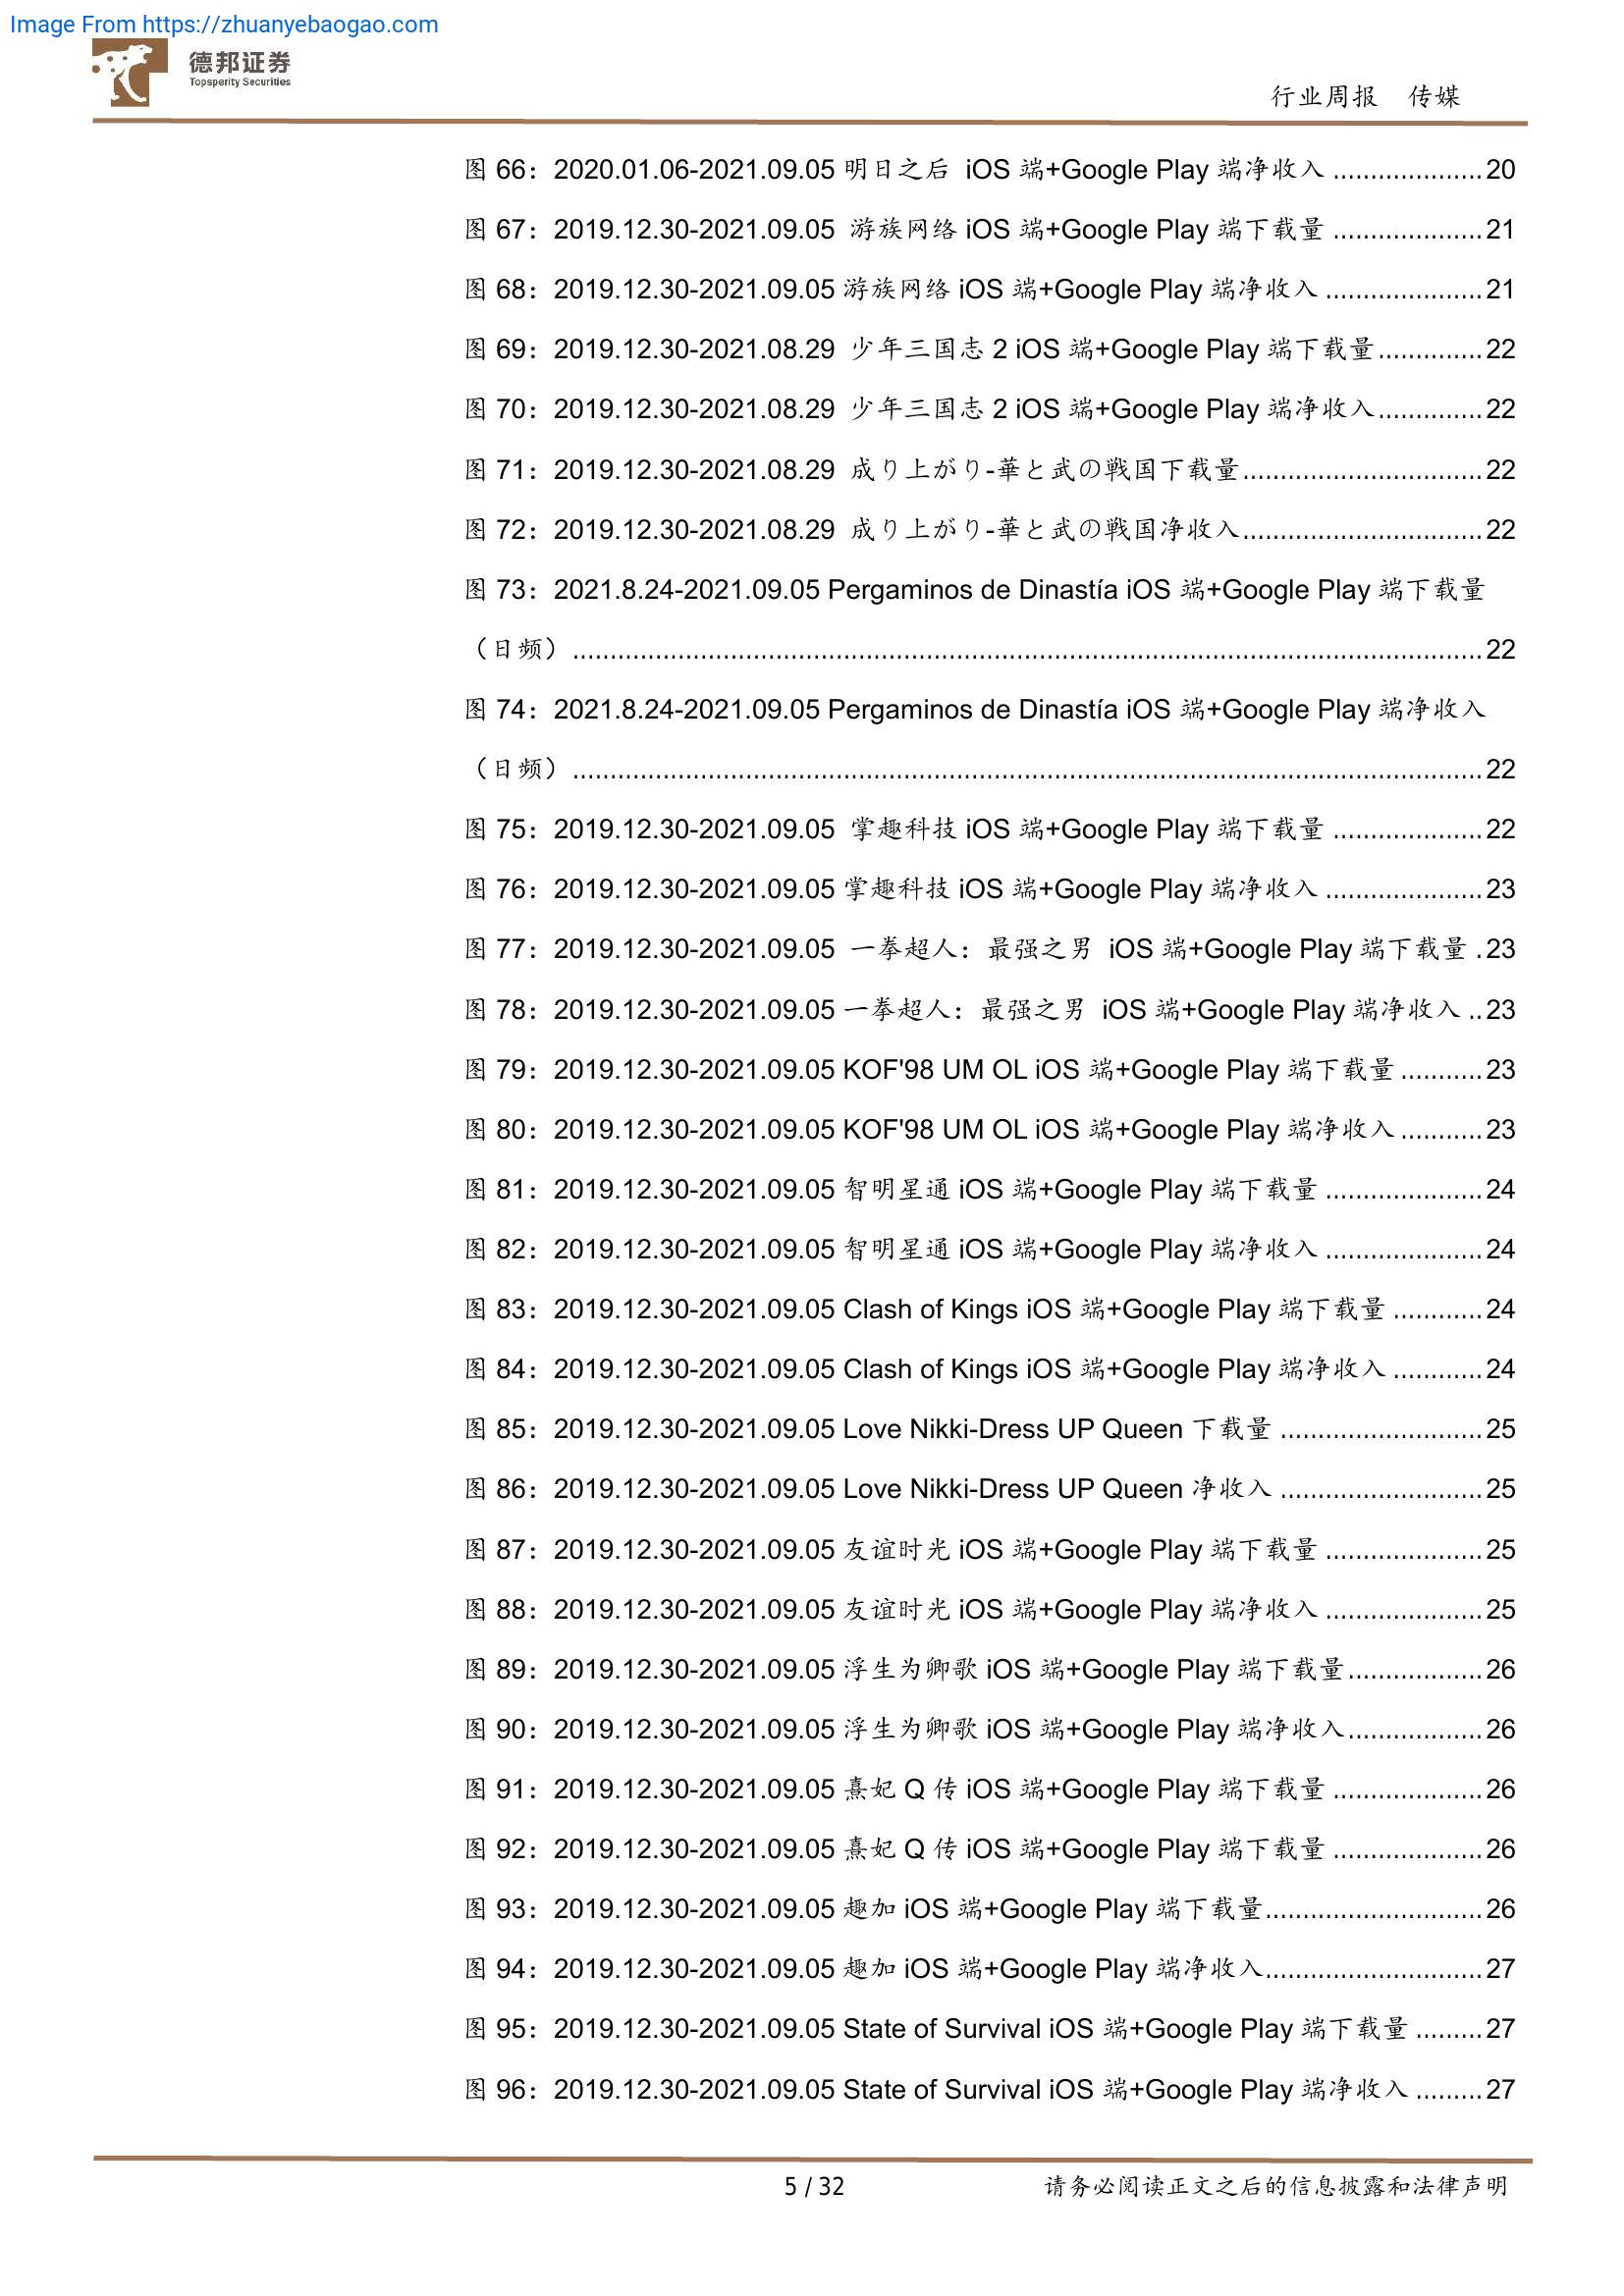 Image From https://zhuanyebaogao.com
德邦证券
Topsperity Securities
行业周报 传媒
图 66：2020.01.06-2021.09.05 明日之后 iOS 端+Google Play 端净收入 .................... 20
图 67：2019.12.30-2021.09.05 游族网络 iOS 端+Google Play 端下载量 .................... 21
图 68：2019.12.30-2021.09.05 游族网络 iOS 端+Google Play 端净收入 ..................... 21
图 69：2019.12.30-2021.08.29 少年三国志 2 iOS 端+Google Play 端下载量.............. 22
图 70：2019.12.30-2021.08.29 少年三国志 2 iOS 端+Google Play 端净收入.............. 22
图 71：2019.12.30-2021.08.29 成り上がり-華と武の戦国下载量................................ 22
图 72：2019.12.30-2021.08.29 成り上がり-華と武の戦国净收入................................ 22
图 73：2021.8.24-2021.09.05 Pergaminos de Dinastía iOS 端+Google Play 端下载量
（日频） ......................................................................................................................... 22
图 74：2021.8.24-2021.09.05 Pergaminos de Dinastía iOS 端+Google Play 端净收入
（日频） ......................................................................................................................... 22
图 75：2019.12.30-2021.09.05 掌趣科技 iOS 端+Google Play 端下载量 .................... 22
图 76：2019.12.30-2021.09.05 掌趣科技 iOS 端+Google Play 端净收入 ..................... 23
图 77：2019.12.30-2021.09.05 一拳超人：最强之男 iOS 端+Google Play 端下载量 . 23
图 78：2019.12.30-2021.09.05 一拳超人：最强之男 iOS 端+Google Play 端净收入 .. 23
图 79：2019.12.30-2021.09.05 KOF'98 UM OL iOS 端+Google Play 端下载量 ........... 23
图 80：2019.12.30-2021.09.05 KOF'98 UM OL iOS 端+Google Play 端净收入 ........... 23
图 81：2019.12.30-2021.09.05 智明星通 iOS 端+Google Play 端下载量 ..................... 24
图 82：2019.12.30-2021.09.05 智明星通 iOS 端+Google Play 端净收入 ..................... 24
图 83：2019.12.30-2021.09.05 Clash of Kings iOS 端+Google Play 端下载量 ............ 24
图 84：2019.12.30-2021.09.05 Clash of Kings iOS 端+Google Play 端净收入 ............ 24
图 85：2019.12.30-2021.09.05 Love Nikki-Dress UP Queen 下载量 ........................... 25
图 86：2019.12.30-2021.09.05 Love Nikki-Dress UP Queen 净收入 ........................... 25
图 87：2019.12.30-2021.09.05 友谊时光 iOS 端+Google Play 端下载量 ..................... 25
图 88：2019.12.30-2021.09.05 友谊时光 iOS 端+Google Play 端净收入 ..................... 25
图 89：2019.12.30-2021.09.05 浮生为卿歌 iOS 端+Google Play 端下载量.................. 26
图 90：2019.12.30-2021.09.05 浮生为卿歌 iOS 端+Google Play 端净收入.................. 26
图 91：2019.12.30-2021.09.05 熹妃 Q 传 iOS 端+Google Play 端下载量 .................... 26
图 92：2019.12.30-2021.09.05 熹妃 Q 传 iOS 端+Google Play 端下载量 .................... 26
图 93：2019.12.30-2021.09.05 趣加 iOS 端+Google Play 端下载量............................. 26
图 94：2019.12.30-2021.09.05 趣加 iOS 端+Google Play 端净收入............................. 27
图 95：2019.12.30-2021.09.05 State of Survival iOS 端+Google Play 端下载量 ......... 27
图 96：2019.12.30-2021.09.05 State of Survival iOS 端+Google Play 端净收入 ......... 27
5 / 32
请务必阅读正文之后的信息披露和法律声明